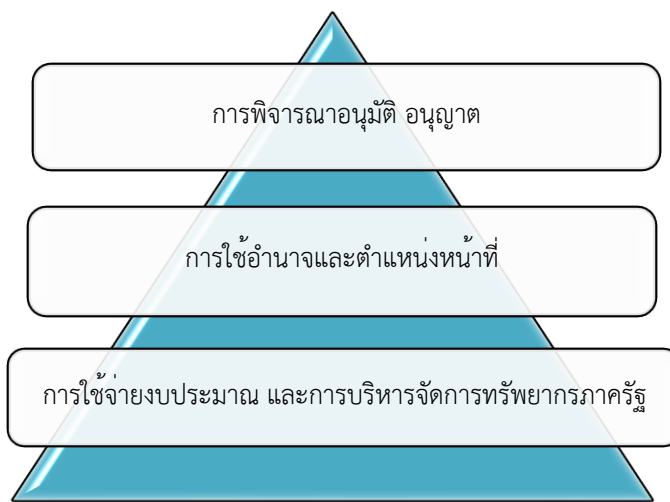 การพิจารณาอนุมัติ อนุญาต
การใช้อำนาจและตำแหน่งหน้าที่
การใช้จ่ายงบประมาณ และการบริหารจัดการทรัพยากรภาครัฐ